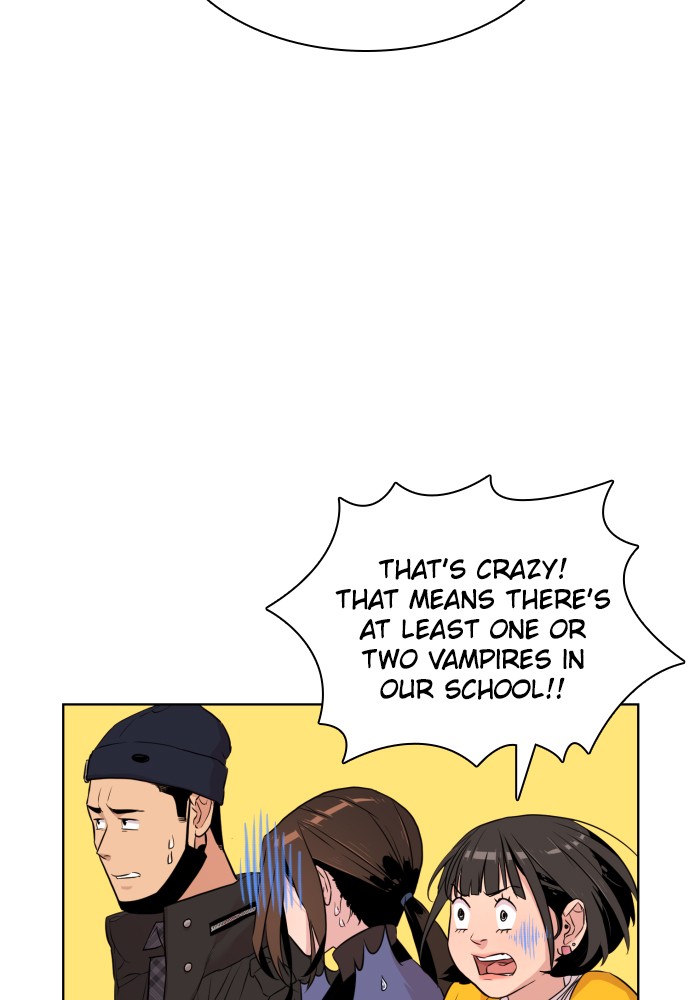 THAT'S CRAZY!
THAT MEANS THERE'S
AT LEAST ONE OR
TWO VAMPIRES IN
OUR SCHOOL!!